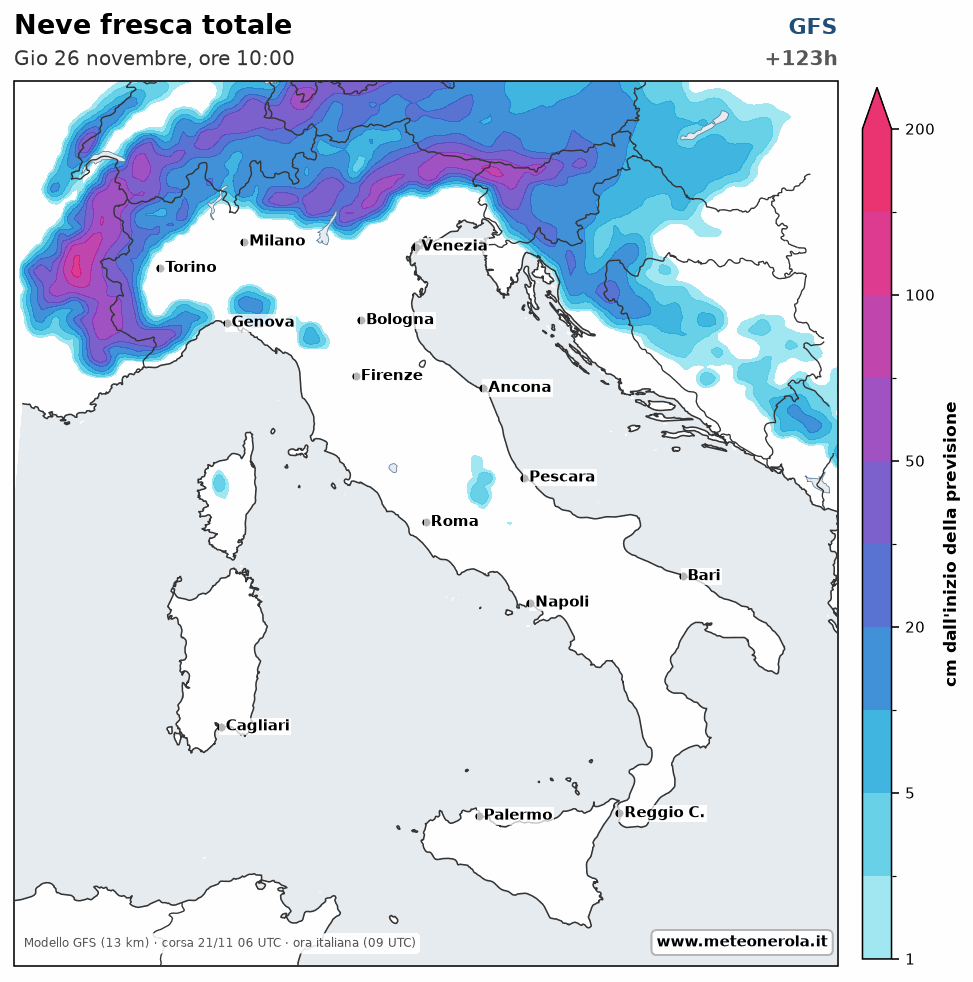 Neve fresca totale
GFS
Gio 26 novembre, ore 10:00
+123h
200
100
50
20
5
1
cm dall'inizio della previsione
Milano
Venezia
Torino
Genova
Bologna
Firenze
Ancona
Pescara
Roma
Bari
Napoli
Cagliari
Palermo
Reggio C.
Modello GFS (13 km) · corsa 21/11 06 UTC · ora italiana (09 UTC)
www.meteonerola.it